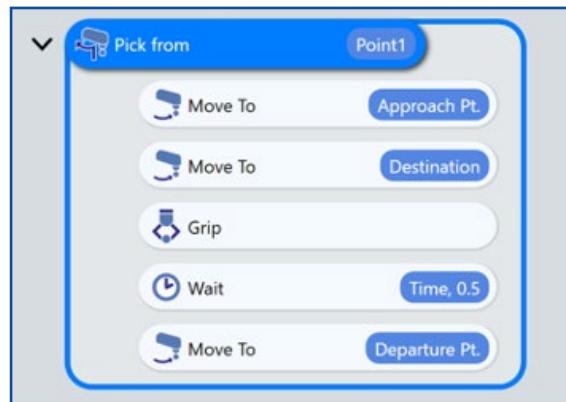 Pick from Point1
Move To Approach Pt.
Move To Destination
Grip
Wait Time, 0.5
Move To Departure Pt.